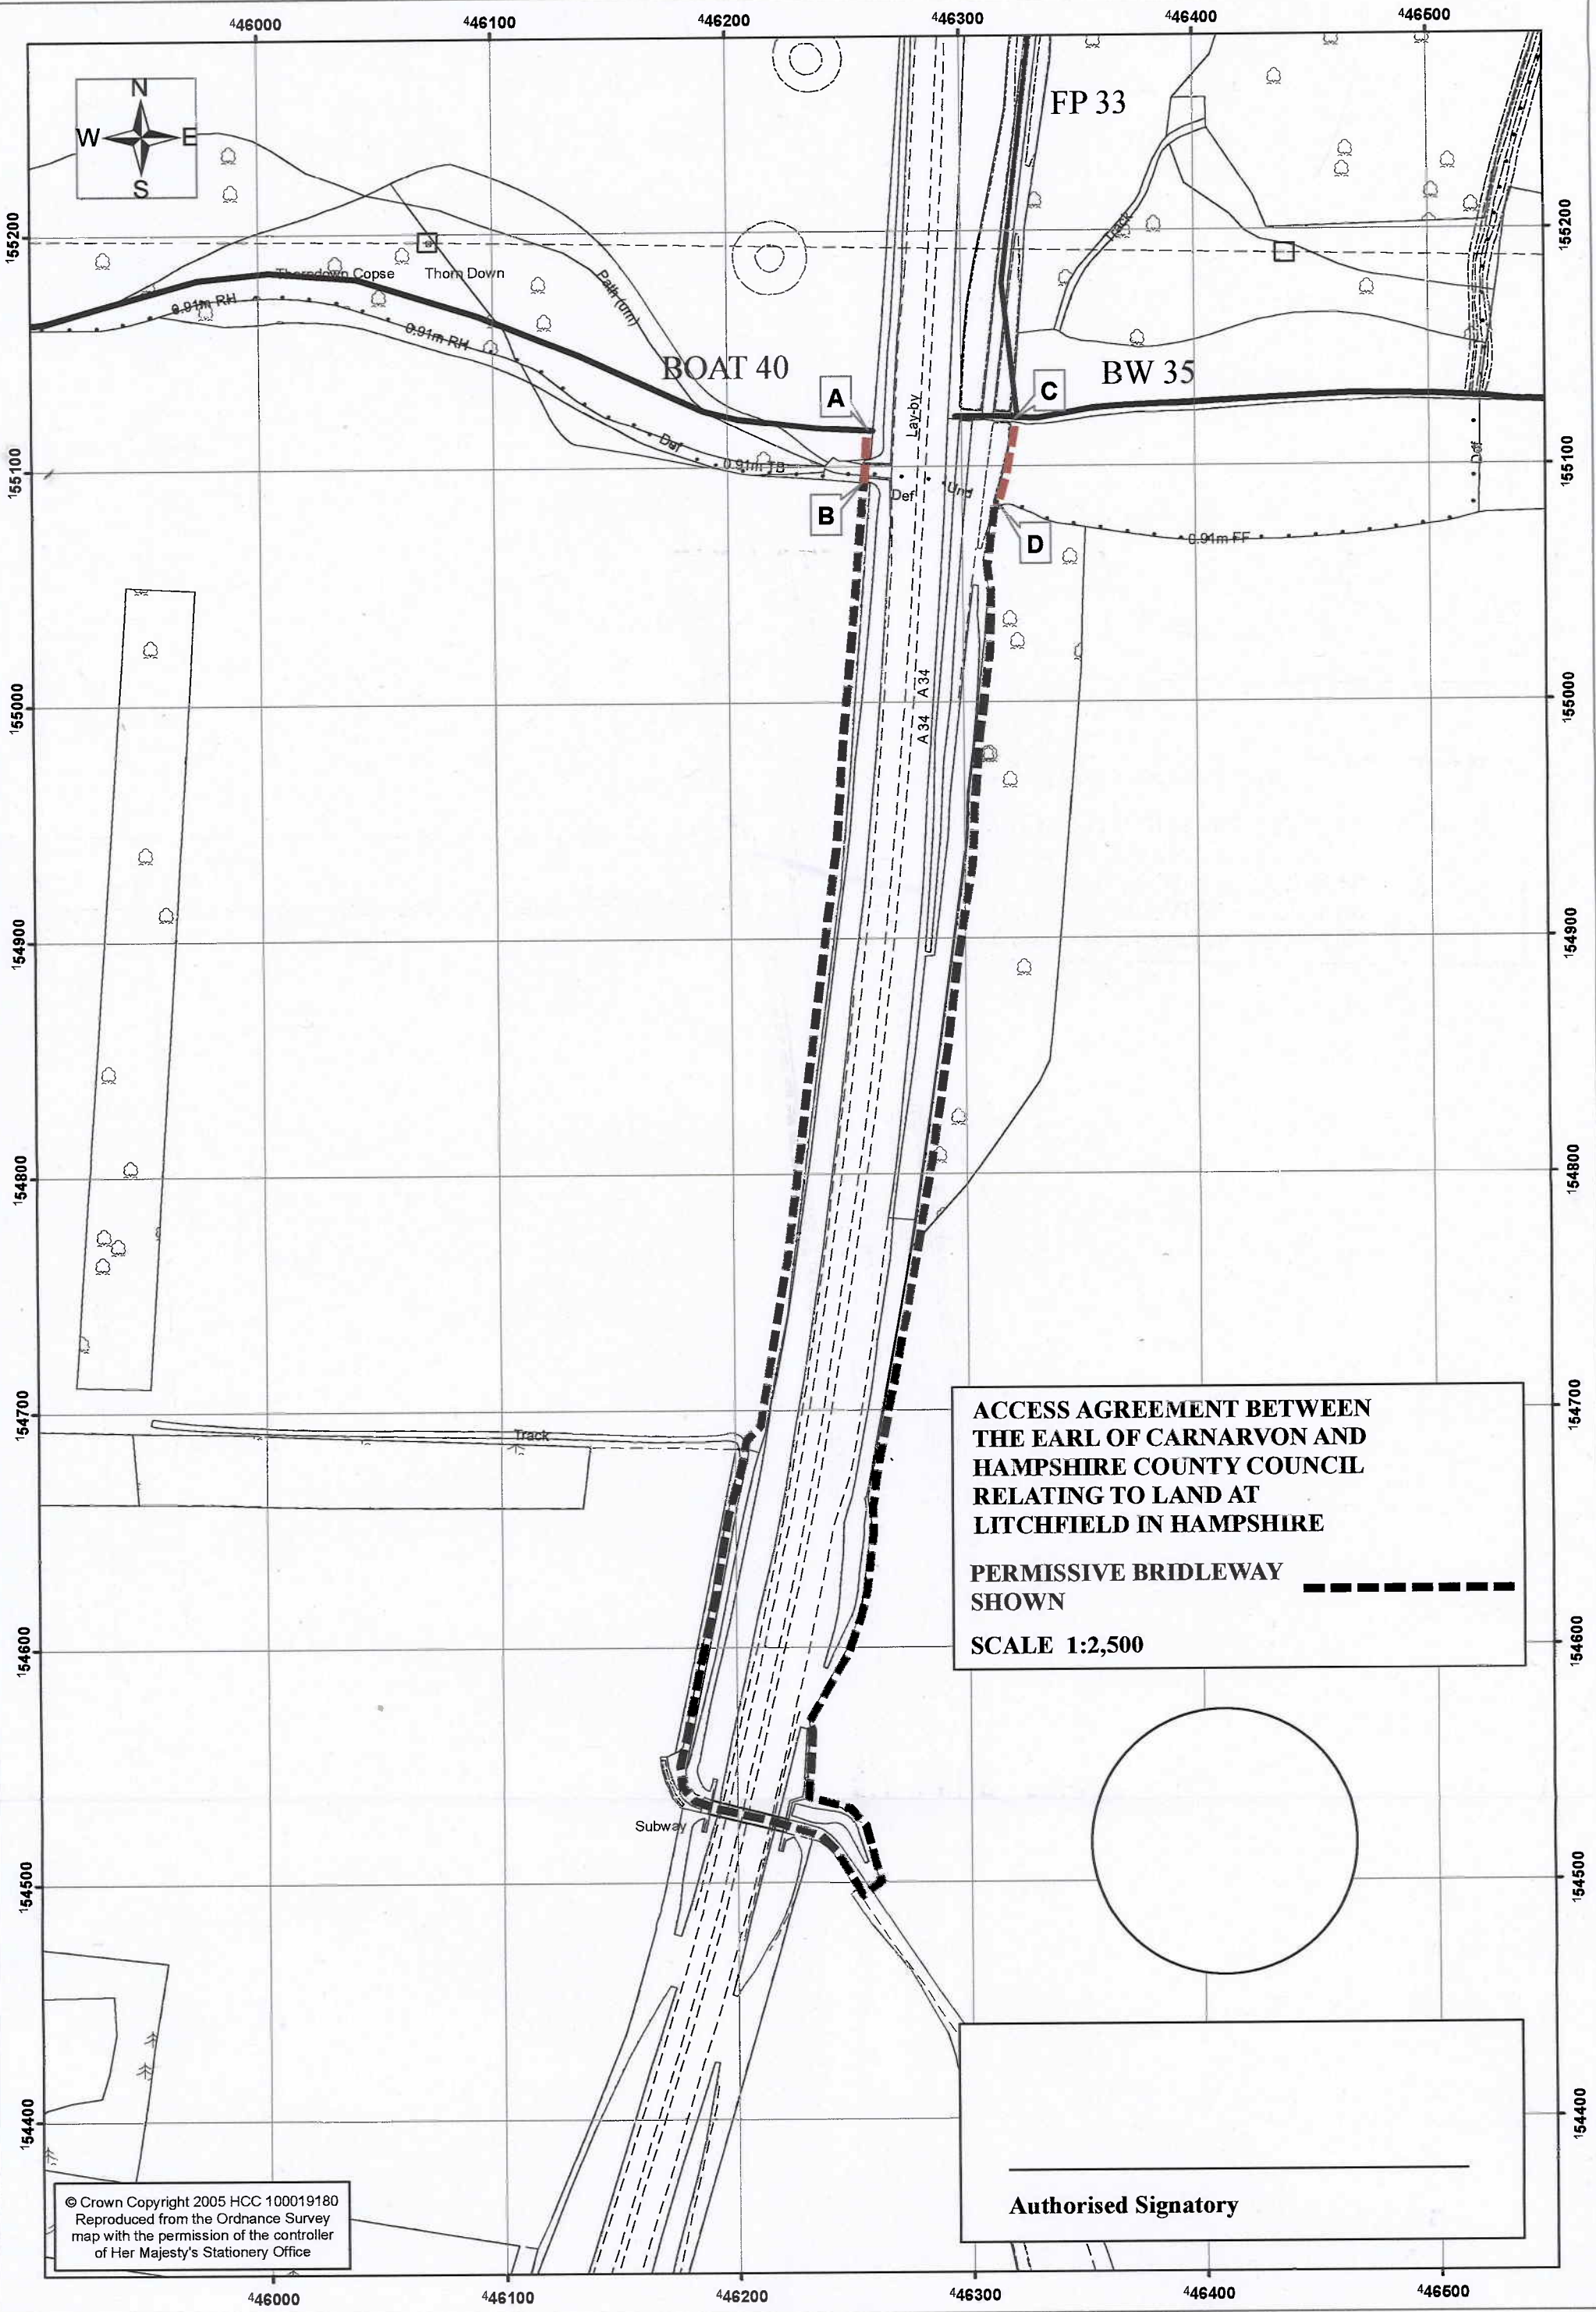 446000 446100 446200 446300 446400 446500
N
W E
S
FP 33
155200 155200
Track
Thorndown Copse Thorn Down
Path (um)
0.91m RH
0.91m RH
BOAT 40
BW 35
A
C
Lay-by
Def
0.91m TB
155100 155100
Def
Def
Und
B
D
0.91m FF
155000 155000
A 34
A 34
154900 154900
154800 154800
154700 154700
Track
ACCESS AGREEMENT BETWEEN
THE EARL OF CARNARVON AND
HAMPSHIRE COUNTY COUNCIL
RELATING TO LAND AT
LITCHFIELD IN HAMPSHIRE
PERMISSIVE BRIDLEWAY
SHOWN
SCALE 1:2,500
154600 154600
Subway
154500 154500
154400 154400
Authorised Signatory
© Crown Copyright 2005 HCC 100019180
Reproduced from the Ordnance Survey
map with the permission of the controller
of Her Majesty's Stationery Office
446000 446100 446200 446300 446400 446500